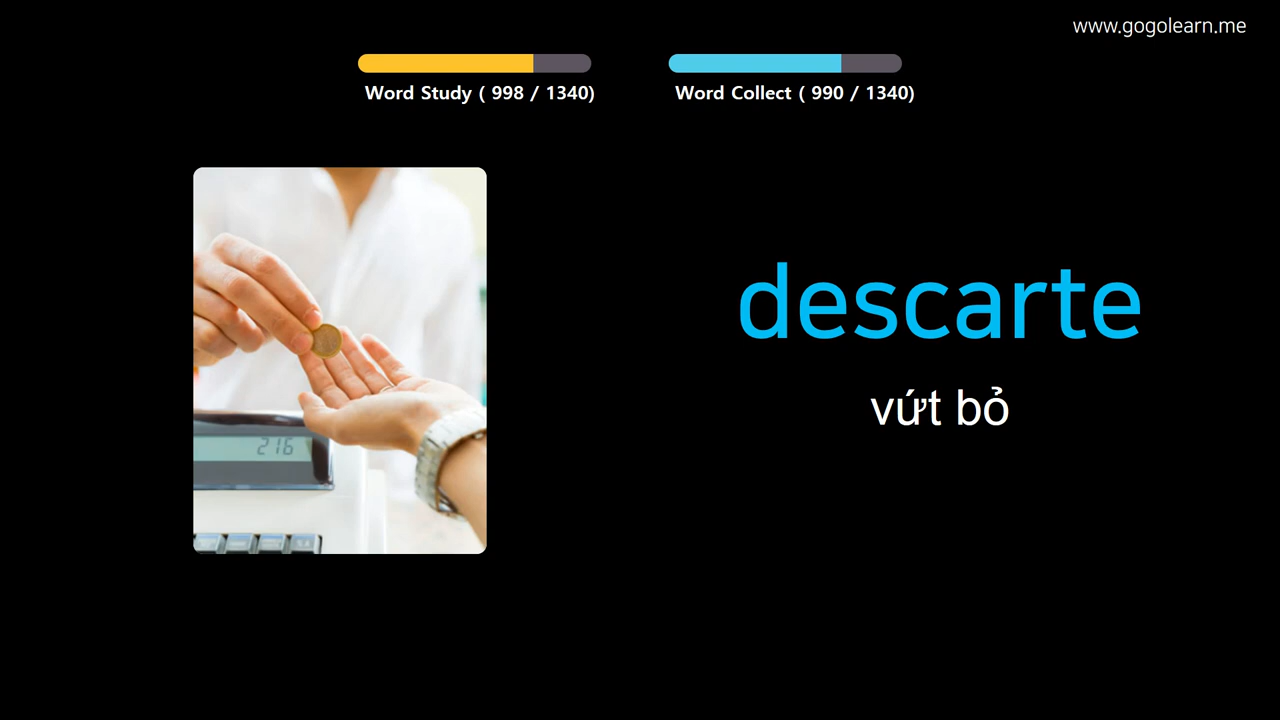 www.gogolearn.me
Word Study ( 998 / 1340)
Word Collect ( 990 / 1340)
descarte
vứt bỏ
216